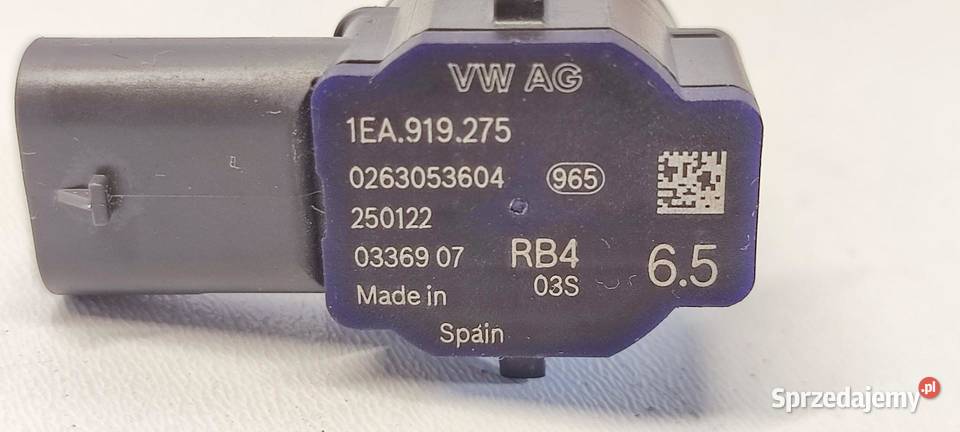 VW AG
1EA.919.275
0263053604 965
250122
03369 07 RB4 6.5
03S
Made in
Spain
Sprzedajemy.pl